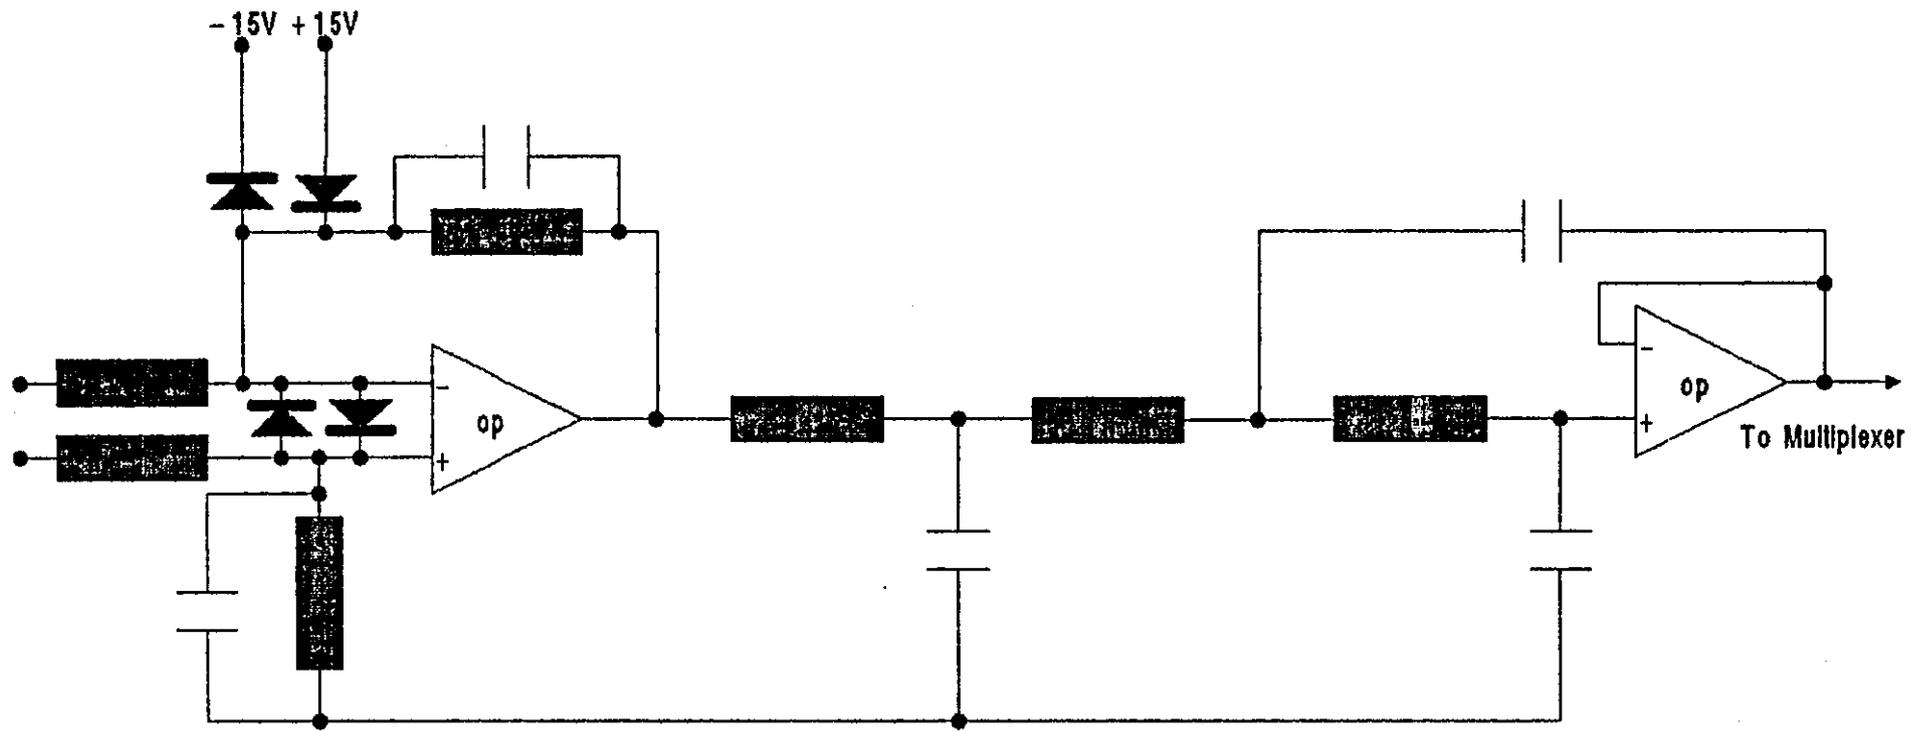 – 15V + 15V
op
–
+
op
–
+
To Multiplexer